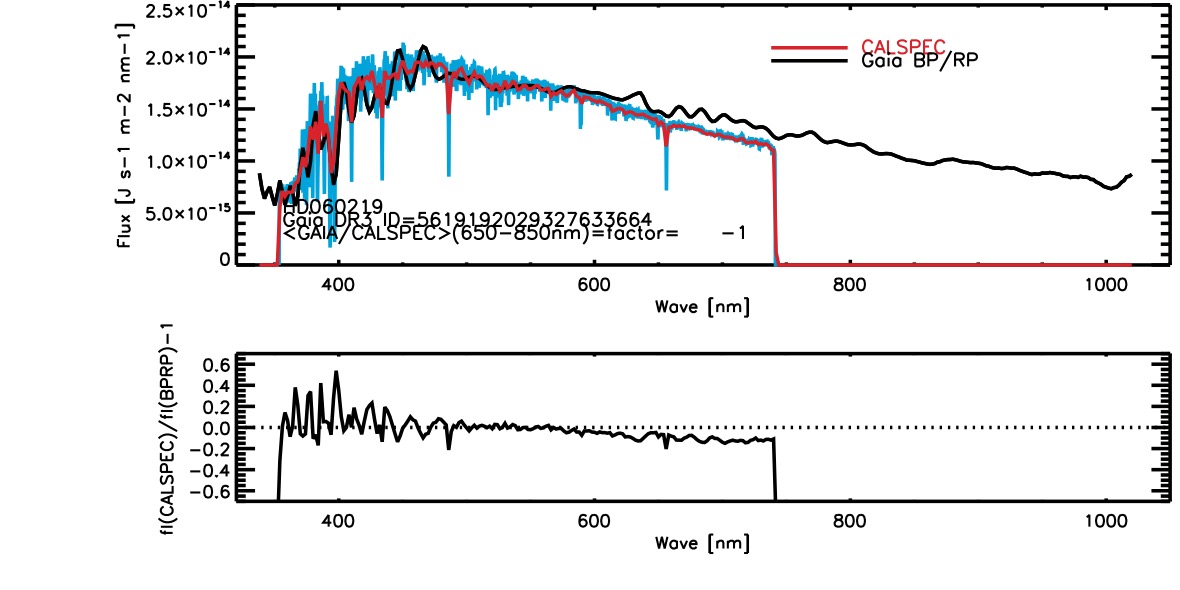 2.5×10⁻¹⁴
2.0×10⁻¹⁴
1.5×10⁻¹⁴
1.0×10⁻¹⁴
5.0×10⁻¹⁵
0
Flux [J s−1 m−2 nm−1]
CALSPEC
Gaia BP/RP
HD060219
Gaia DR3 ID=5619192029327633664
<GAIA/CALSPEC>(650−850nm)=factor= −1
400 600 800 1000
Wave [nm]
fl(CALSPEC)/fl(BPRP)−1
0.6
0.4
0.2
0.0
−0.2
−0.4
−0.6
400 600 800 1000
Wave [nm]